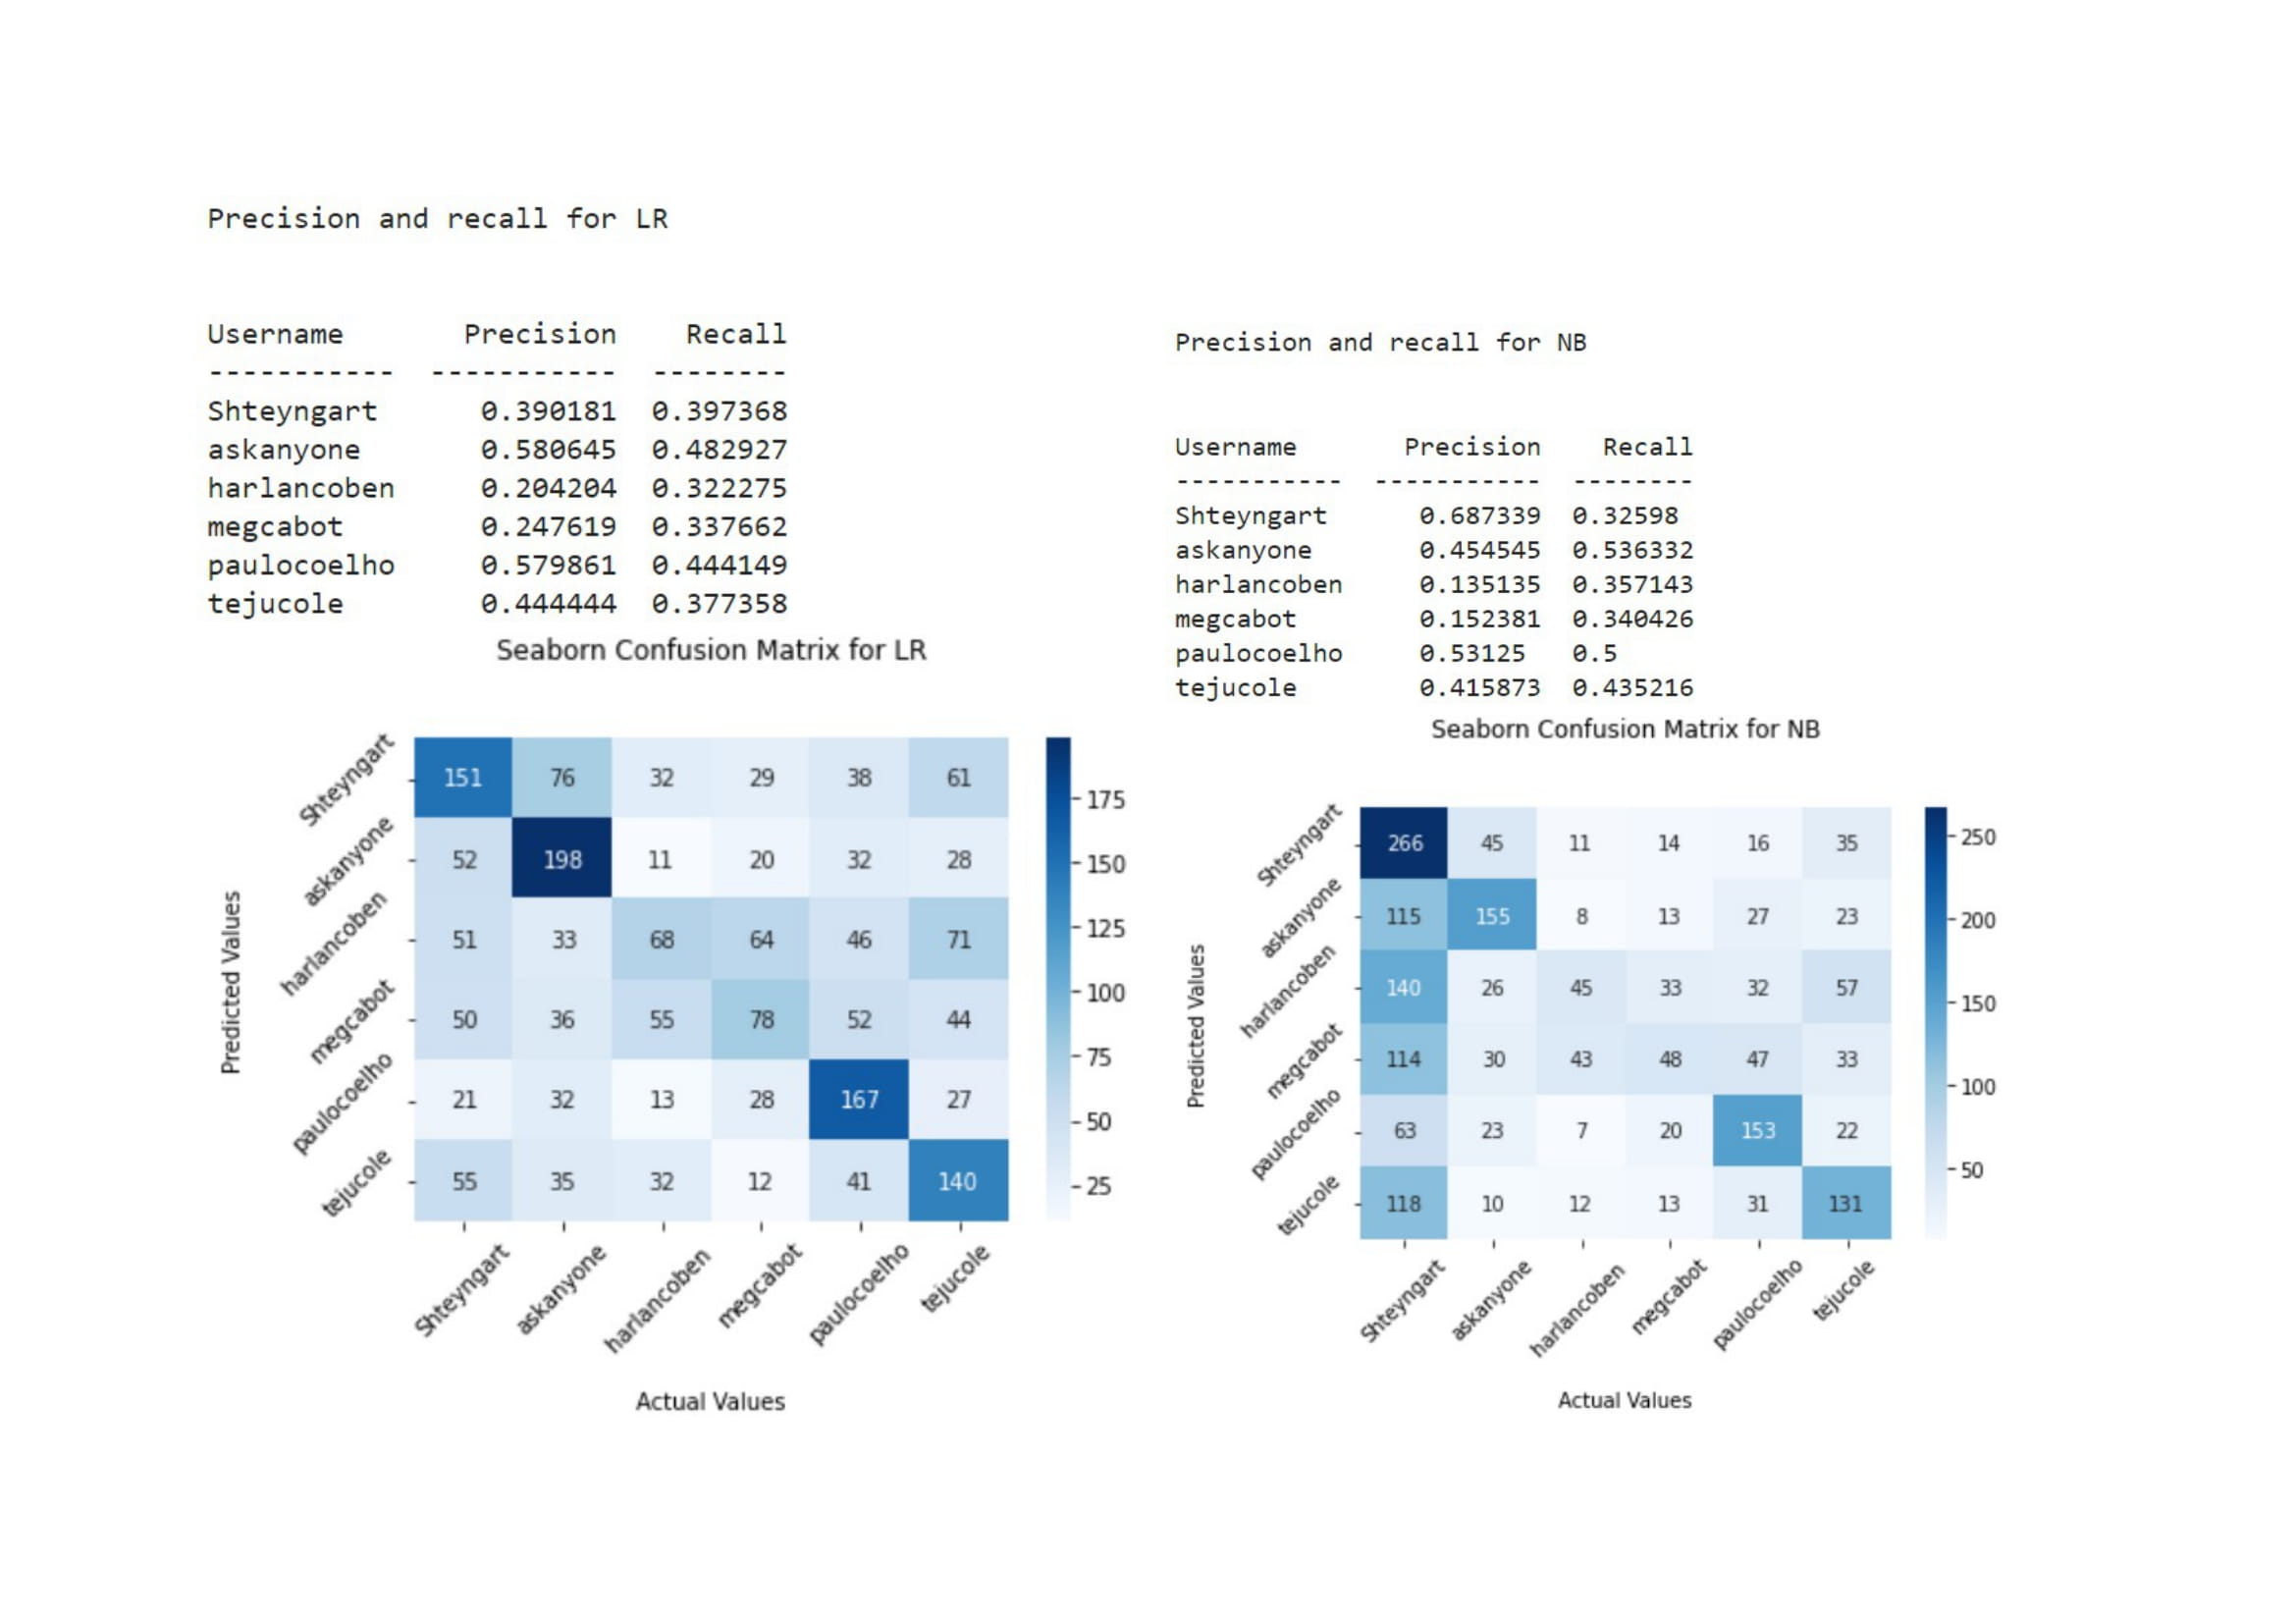 Precision and recall for LR
Username Precision Recall
----------- ----------- --------
Shteyngart 0.390181 0.397368
askanyone 0.580645 0.482927
harlancoben 0.204204 0.322275
megcabot 0.247619 0.337662
paulocoelho 0.579861 0.444149
tejucole 0.444444 0.377358
Seaborn Confusion Matrix for LR
Predicted Values
Shteyngart 151 76 32 29 38 61
askanyone 52 198 11 20 32 28
harlancoben 51 33 68 64 46 71
megcabot 50 36 55 78 52 44
paulocoelho 21 32 13 28 167 27
tejucole 55 35 32 12 41 140
Shteyngart askanyone harlancoben megcabot paulocoelho tejucole
Actual Values
175
150
125
100
75
50
25
Precision and recall for NB
Username Precision Recall
----------- ----------- --------
Shteyngart 0.687339 0.32598
askanyone 0.454545 0.536332
harlancoben 0.135135 0.357143
megcabot 0.152381 0.340426
paulocoelho 0.53125 0.5
tejucole 0.415873 0.435216
Seaborn Confusion Matrix for NB
Predicted Values
Shteyngart 266 45 11 14 16 35
askanyone 115 155 8 13 27 23
harlancoben 140 26 45 33 32 57
megcabot 114 30 43 48 47 33
paulocoelho 63 23 7 20 153 22
tejucole 118 10 12 13 31 131
Shteyngart askanyone harlancoben megcabot paulocoelho tejucole
Actual Values
250
200
150
100
50